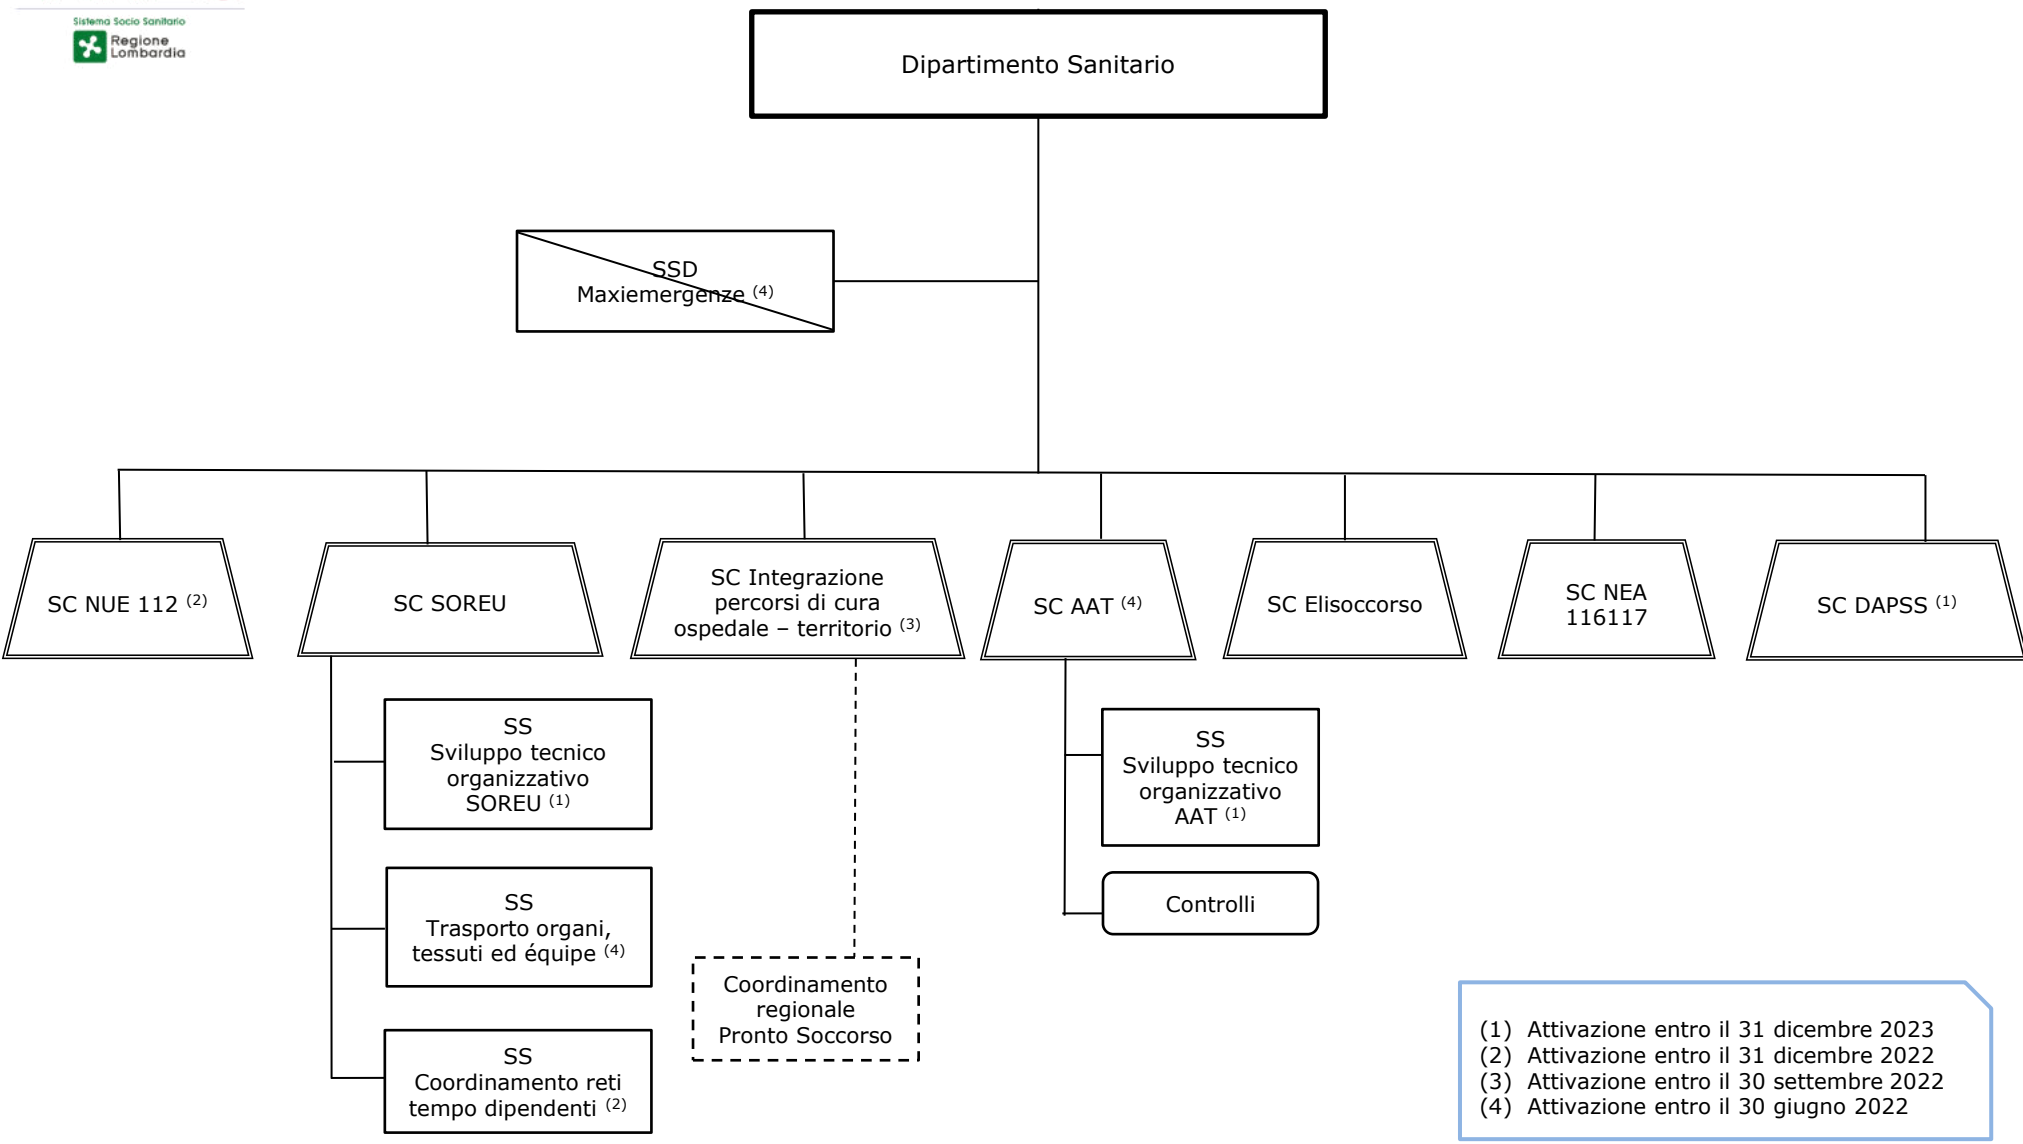 Sistema Socio Sanitario
Regione
Lombardia
Dipartimento Sanitario
SSD
Maxiemergenze (4)
SC NUE 112 (2)
SC SOREU
SC Integrazione
percorsi di cura
ospedale – territorio (3)
SC AAT (4)
SC Elisoccorso
SC NEA
116117
SC DAPSS (1)
SS
Sviluppo tecnico
organizzativo
SOREU (1)
SS
Trasporto organi,
tessuti ed équipe (4)
SS
Coordinamento reti
tempo dipendenti (2)
Coordinamento
regionale
Pronto Soccorso
SS
Sviluppo tecnico
organizzativo
AAT (1)
Controlli
(1) Attivazione entro il 31 dicembre 2023
(2) Attivazione entro il 31 dicembre 2022
(3) Attivazione entro il 30 settembre 2022
(4) Attivazione entro il 30 giugno 2022